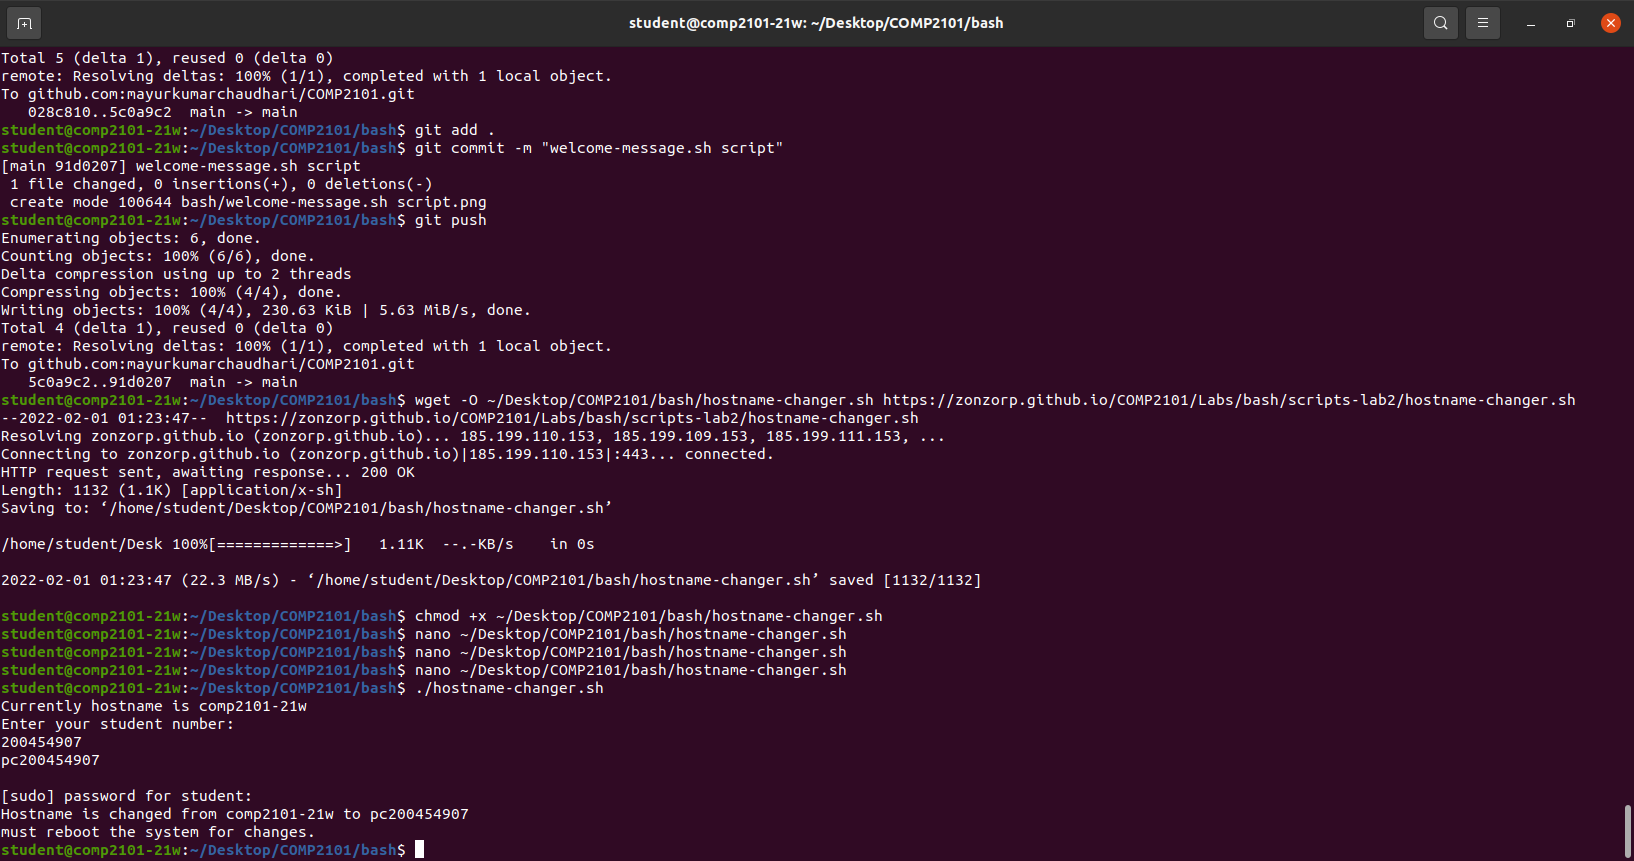 student@comp2101-21w: ~/Desktop/COMP2101/bash
Total 5 (delta 1), reused 0 (delta 0)
remote: Resolving deltas: 100% (1/1), completed with 1 local object.
To github.com:mayurkumarchaudhari/COMP2101.git
   028c810..5c0a9c2  main -> main
student@comp2101-21w:~/Desktop/COMP2101/bash$ git add .
student@comp2101-21w:~/Desktop/COMP2101/bash$ git commit -m "welcome-message.sh script"
[main 91d0207] welcome-message.sh script
 1 file changed, 0 insertions(+), 0 deletions(-)
 create mode 100644 bash/welcome-message.sh script.png
student@comp2101-21w:~/Desktop/COMP2101/bash$ git push
Enumerating objects: 6, done.
Counting objects: 100% (6/6), done.
Delta compression using up to 2 threads
Compressing objects: 100% (4/4), done.
Writing objects: 100% (4/4), 230.63 KiB | 5.63 MiB/s, done.
Total 4 (delta 1), reused 0 (delta 0)
remote: Resolving deltas: 100% (1/1), completed with 1 local object.
To github.com:mayurkumarchaudhari/COMP2101.git
   5c0a9c2..91d0207  main -> main
student@comp2101-21w:~/Desktop/COMP2101/bash$ wget -O ~/Desktop/COMP2101/bash/hostname-changer.sh https://zonzorp.github.io/COMP2101/Labs/bash/scripts-lab2/hostname-changer.sh
--2022-02-01 01:23:47--  https://zonzorp.github.io/COMP2101/Labs/bash/scripts-lab2/hostname-changer.sh
Resolving zonzorp.github.io (zonzorp.github.io)... 185.199.110.153, 185.199.109.153, 185.199.111.153, ...
Connecting to zonzorp.github.io (zonzorp.github.io)|185.199.110.153|:443... connected.
HTTP request sent, awaiting response... 200 OK
Length: 1132 (1.1K) [application/x-sh]
Saving to: ‘/home/student/Desktop/COMP2101/bash/hostname-changer.sh’
/home/student/Desk 100%[=============>]   1.11K  --.-KB/s    in 0s
2022-02-01 01:23:47 (22.3 MB/s) - ‘/home/student/Desktop/COMP2101/bash/hostname-changer.sh’ saved [1132/1132]
student@comp2101-21w:~/Desktop/COMP2101/bash$ chmod +x ~/Desktop/COMP2101/bash/hostname-changer.sh
student@comp2101-21w:~/Desktop/COMP2101/bash$ nano ~/Desktop/COMP2101/bash/hostname-changer.sh
student@comp2101-21w:~/Desktop/COMP2101/bash$ nano ~/Desktop/COMP2101/bash/hostname-changer.sh
student@comp2101-21w:~/Desktop/COMP2101/bash$ nano ~/Desktop/COMP2101/bash/hostname-changer.sh
student@comp2101-21w:~/Desktop/COMP2101/bash$ ./hostname-changer.sh
Currently hostname is comp2101-21w
Enter your student number:
200454907
pc200454907
[sudo] password for student:
Hostname is changed from comp2101-21w to pc200454907
must reboot the system for changes.
student@comp2101-21w:~/Desktop/COMP2101/bash$